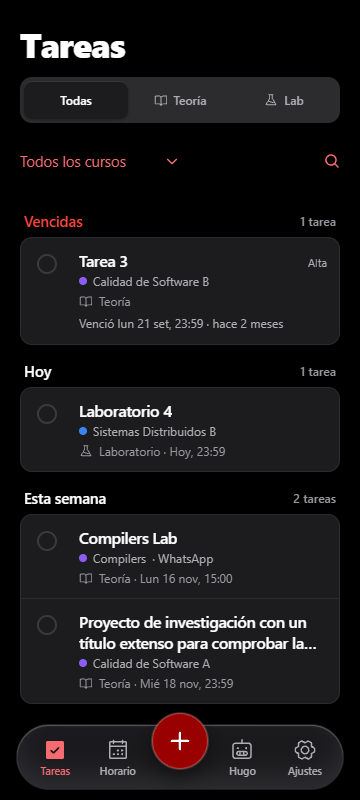 Tareas
Todas
Teoría
Lab
Todos los cursos
Vencidas
1 tarea
Tarea 3
Alta
Calidad de Software B
Teoría
Venció lun 21 set, 23:59 · hace 2 meses
Hoy
1 tarea
Laboratorio 4
Sistemas Distribuidos B
Laboratorio · Hoy, 23:59
Esta semana
2 tareas
Compilers Lab
Compilers · WhatsApp
Teoría · Lun 16 nov, 15:00
Proyecto de investigación con un
título extenso para comprobar la...
Calidad de Software A
Teoría · Mié 18 nov, 23:59
Tareas
Horario
Hugo
Ajustes